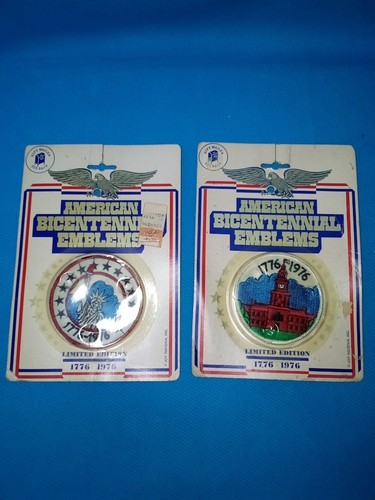 AMERICAN
BICENTENNIAL
EMBLEMS
1776 1976
LIMITED EDITION
1776 1976
AMERICAN
BICENTENNIAL
EMBLEMS
1776 1976
LIMITED EDITION
1776 1976